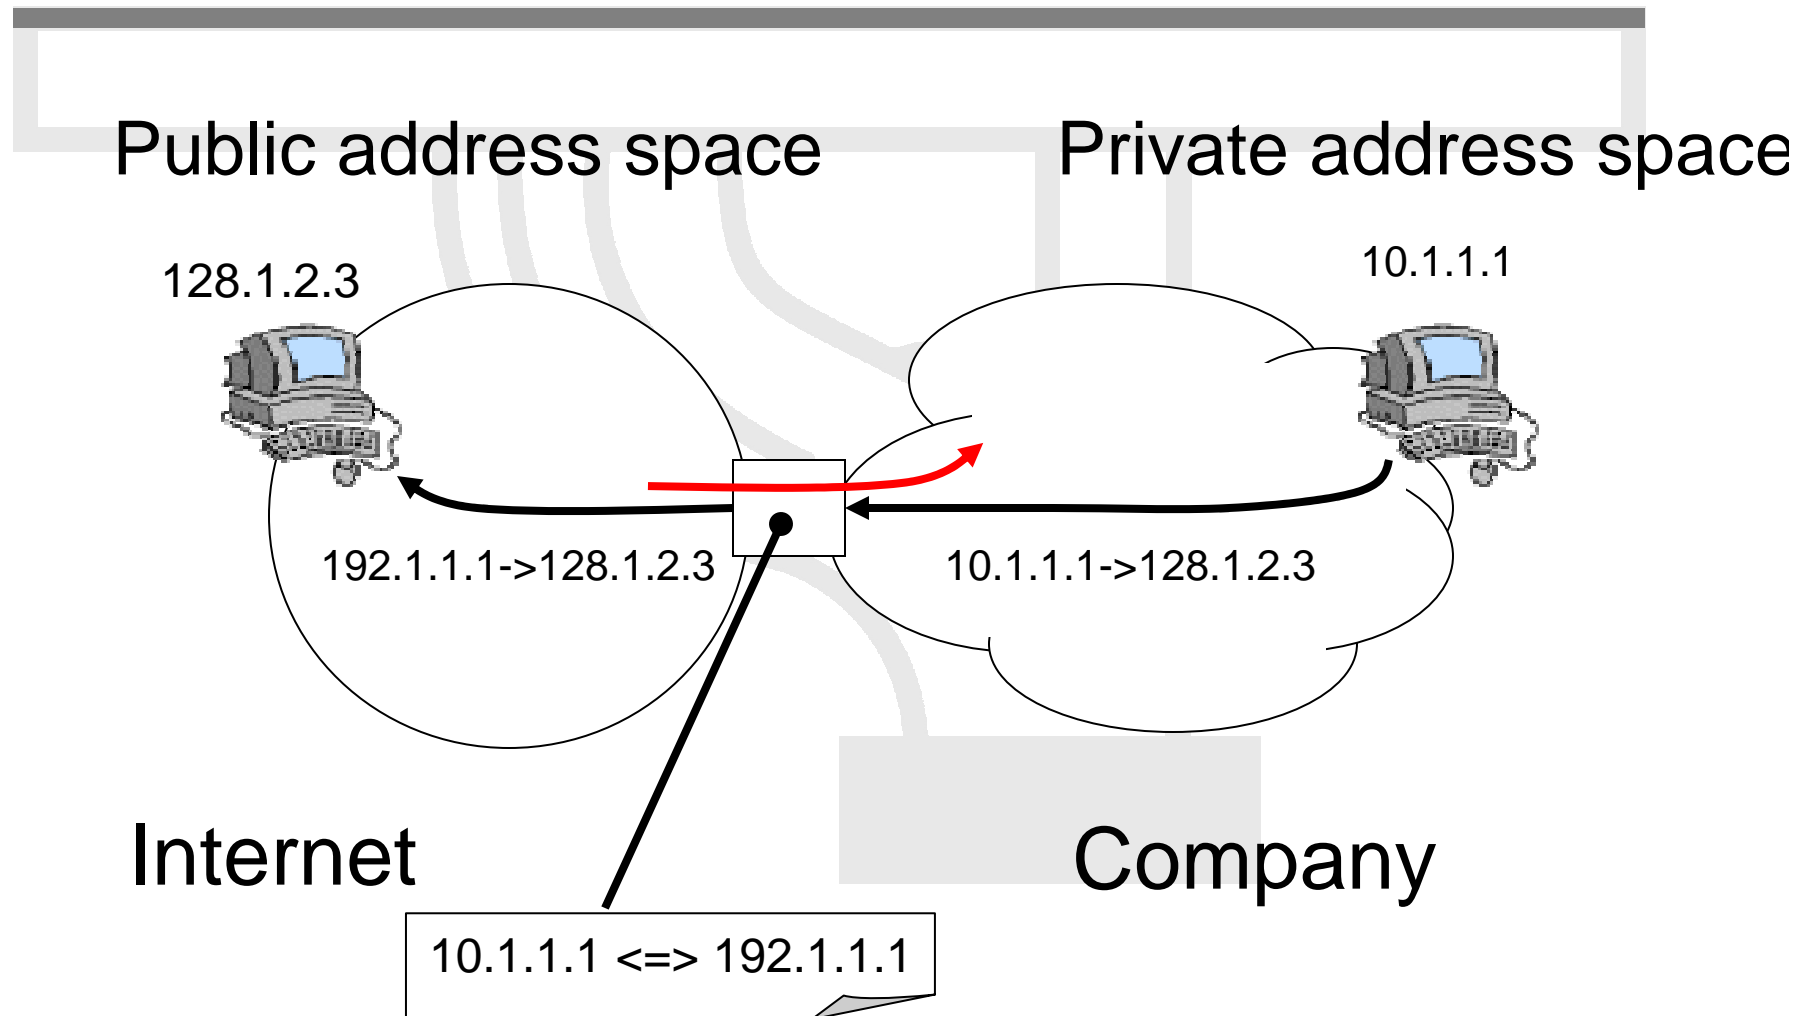 Public address space
Private address space
128.1.2.3
10.1.1.1
192.1.1.1->128.1.2.3
10.1.1.1->128.1.2.3
Internet
Company
10.1.1.1 <=> 192.1.1.1